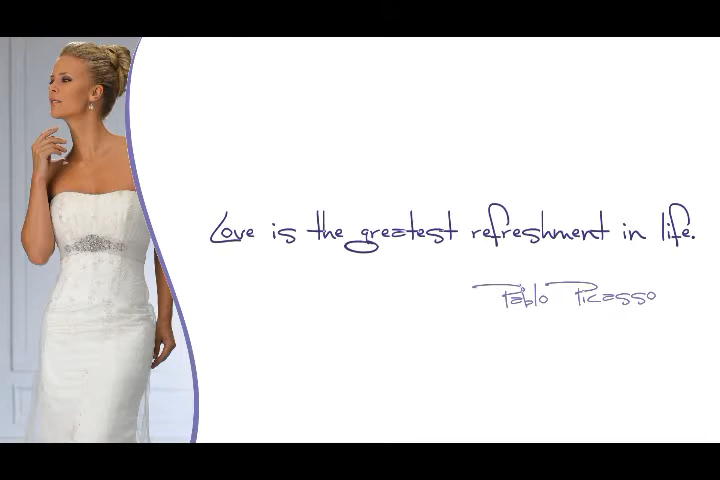 Love is the greatest refreshment in life.
Pablo Picasso